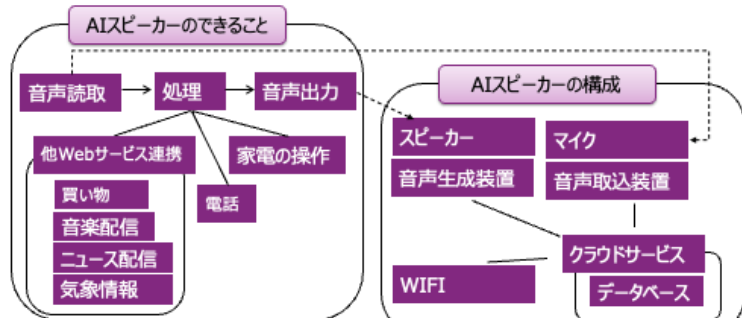 AIスピーカーのできること
音声読取
処理
音声出力
他Webサービス連携
家電の操作
買い物
電話
音楽配信
ニュース配信
気象情報
AIスピーカーの構成
スピーカー
マイク
音声生成装置
音声取込装置
クラウドサービス
WIFI
データベース